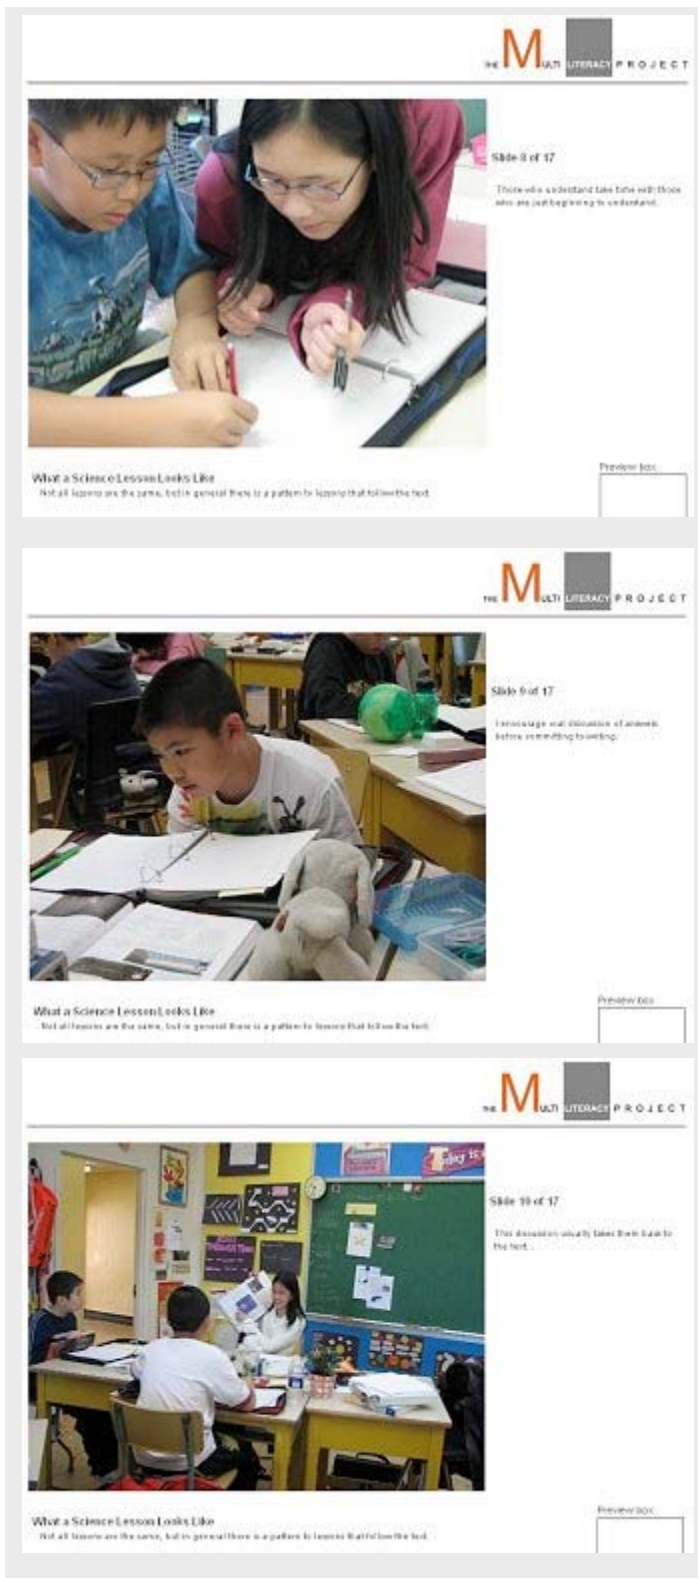 THE MULTI LITERACY PROJECT
Slide 8 of 17
Those who understand take time with those
who are just beginning to understand.
What a Science Lesson Looks Like
Not all lessons are the same, but in general there is a pattern to lessons that follow the text.
Preview box
THE MULTI LITERACY PROJECT
Slide 9 of 17
I encourage oral discussion of answers
before committing to writing.
What a Science Lesson Looks Like
Not all lessons are the same, but in general there is a pattern to lessons that follow the text.
Preview box
THE MULTI LITERACY PROJECT
Today is
Slide 10 of 17
This discussion usually takes them back to
the text...
What a Science Lesson Looks Like
Not all lessons are the same, but in general there is a pattern to lessons that follow the text.
Preview box